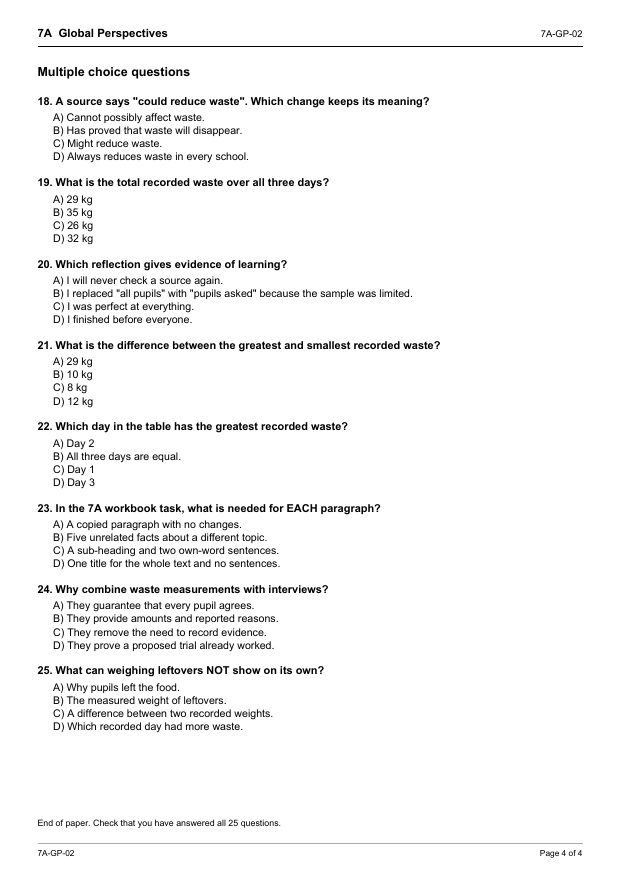 7A Global Perspectives
7A-GP-02
Multiple choice questions
18. A source says "could reduce waste". Which change keeps its meaning?
A) Cannot possibly affect waste.
B) Has proved that waste will disappear.
C) Might reduce waste.
D) Always reduces waste in every school.
19. What is the total recorded waste over all three days?
A) 29 kg
B) 35 kg
C) 26 kg
D) 32 kg
20. Which reflection gives evidence of learning?
A) I will never check a source again.
B) I replaced "all pupils" with "pupils asked" because the sample was limited.
C) I was perfect at everything.
D) I finished before everyone.
21. What is the difference between the greatest and smallest recorded waste?
A) 29 kg
B) 10 kg
C) 8 kg
D) 12 kg
22. Which day in the table has the greatest recorded waste?
A) Day 2
B) All three days are equal.
C) Day 1
D) Day 3
23. In the 7A workbook task, what is needed for EACH paragraph?
A) A copied paragraph with no changes.
B) Five unrelated facts about a different topic.
C) A sub-heading and two own-word sentences.
D) One title for the whole text and no sentences.
24. Why combine waste measurements with interviews?
A) They guarantee that every pupil agrees.
B) They provide amounts and reported reasons.
C) They remove the need to record evidence.
D) They prove a proposed trial already worked.
25. What can weighing leftovers NOT show on its own?
A) Why pupils left the food.
B) The measured weight of leftovers.
C) A difference between two recorded weights.
D) Which recorded day had more waste.
End of paper. Check that you have answered all 25 questions.
7A-GP-02
Page 4 of 4